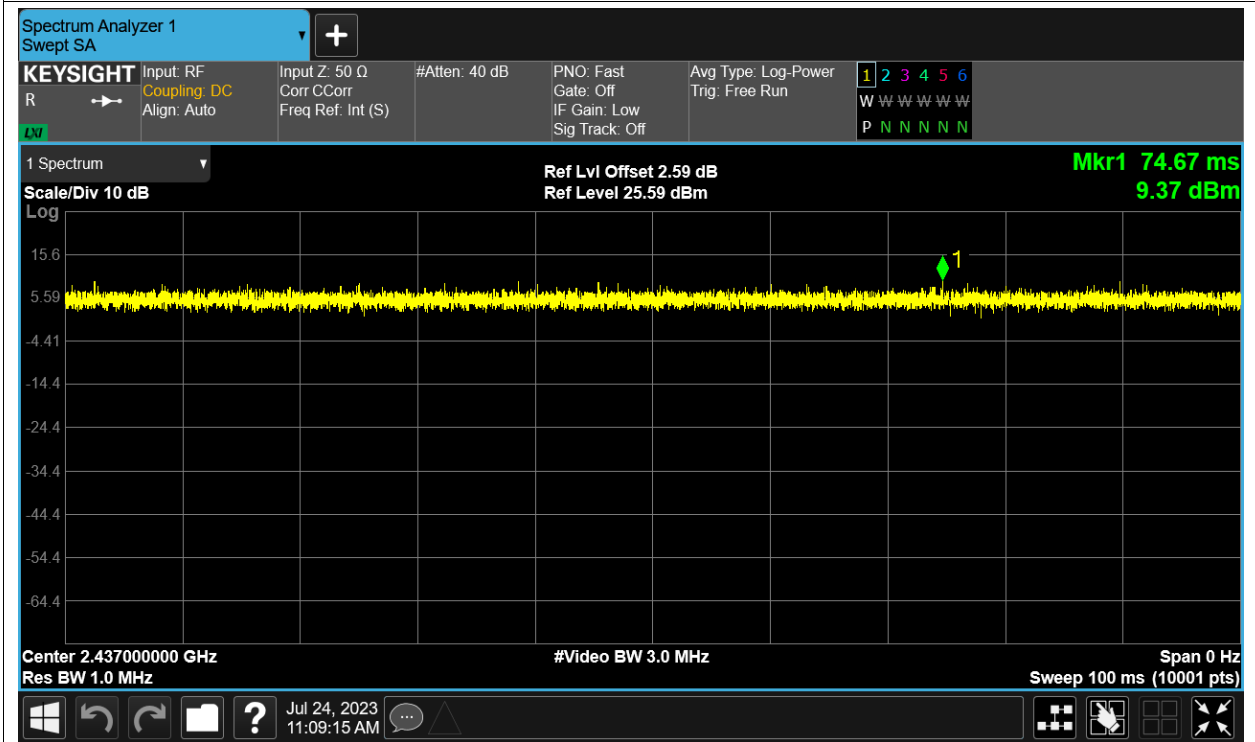 Spectrum Analyzer 1
Swept SA
KEYSIGHT
R
LXI
Input: RF
Coupling: DC
Align: Auto
Input Z: 50 Ω
Corr CCorr
Freq Ref: Int (S)
#Atten: 40 dB
PNO: Fast
Gate: Off
IF Gain: Low
Sig Track: Off
Avg Type: Log-Power
Trig: Free Run
1 2 3 4 5 6
W W W W W W
P N N N N N
1 Spectrum
Scale/Div 10 dB
Log
Ref Lvl Offset 2.59 dB
Ref Level 25.59 dBm
Mkr1 74.67 ms
9.37 dBm
15.6
1
5.59
-4.41
-14.4
-24.4
-34.4
-44.4
-54.4
-64.4
Center 2.437000000 GHz
#Video BW 3.0 MHz
Span 0 Hz
Res BW 1.0 MHz
Sweep 100 ms (10001 pts)
?
Jul 24, 2023
11:09:15 AM